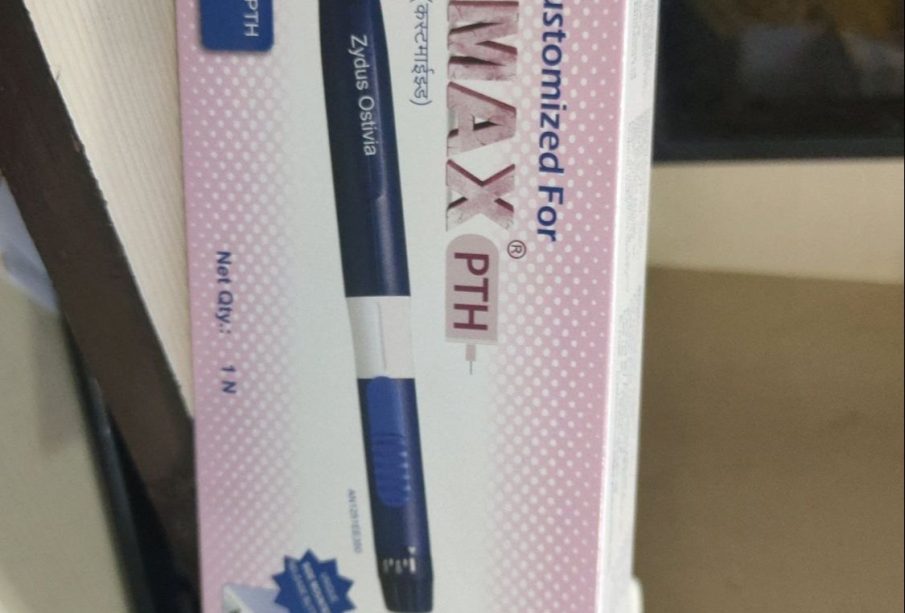 ustomized For
MAX® PTH
(कस्टमाईझ्ड)
Zydus Ostivia
PTH
Net Qty.: 1 N